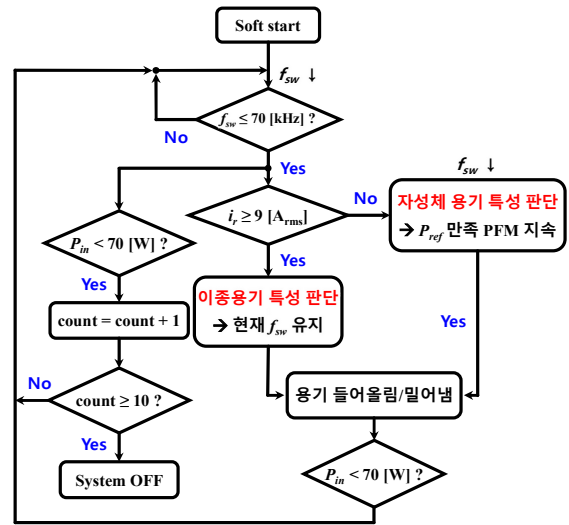 Soft start
f_sw ↓
f_sw ≤ 70 [kHz] ?
No
Yes
f_sw ↓
P_in < 70 [W] ?
i_r ≥ 9 [A_rms]
No
자성체 용기 특성 판단
→ P_ref 만족 PFM 지속
Yes
Yes
count = count + 1
이종용기 특성 판단
→ 현재 f_sw 유지
Yes
No
count ≥ 10 ?
용기 들어올림/밀어냄
Yes
System OFF
P_in < 70 [W] ?